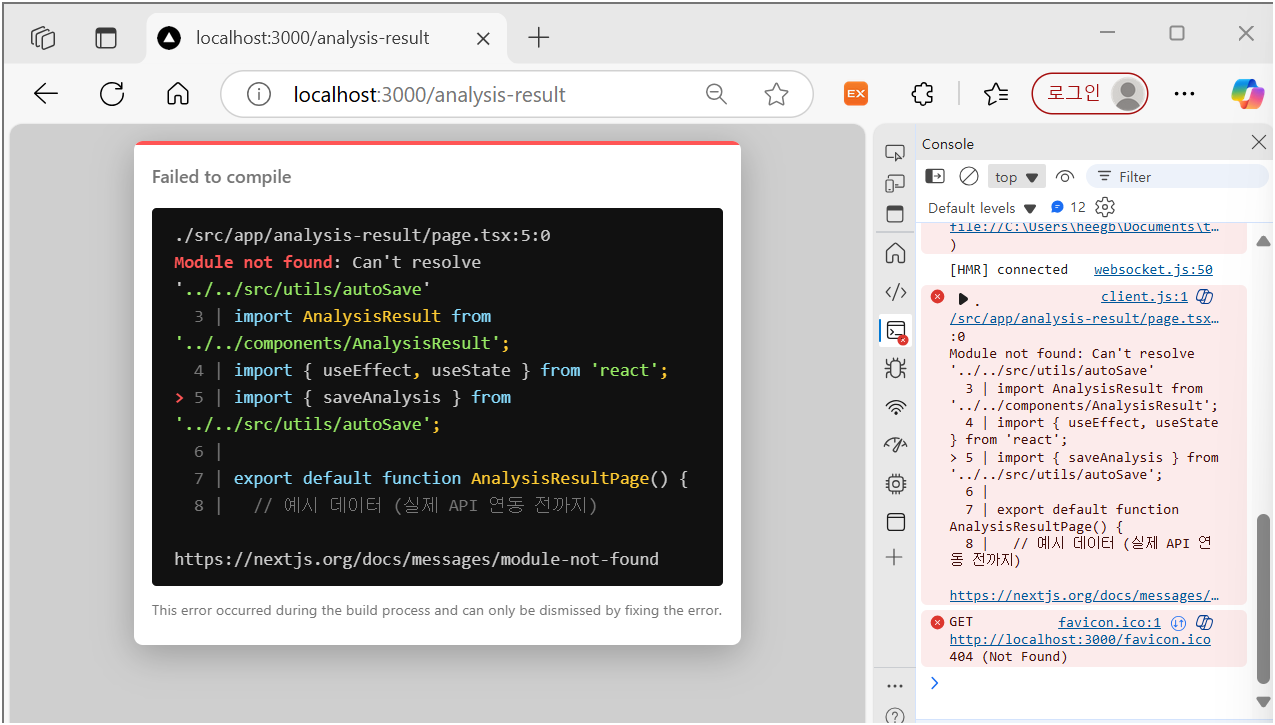 localhost:3000/analysis-result
localhost:3000/analysis-result
EX
로그인
Failed to compile
./src/app/analysis-result/page.tsx:5:0
Module not found: Can't resolve
'../../src/utils/autoSave'
3 | import AnalysisResult from
'../../components/AnalysisResult';
4 | import { useEffect, useState } from 'react';
> 5 | import { saveAnalysis } from
'../../src/utils/autoSave';
6 |
7 | export default function AnalysisResultPage() {
8 |   // 예시 데이터 (실제 API 연동 전까지)
https://nextjs.org/docs/messages/module-not-found
This error occurred during the build process and can only be dismissed by fixing the error.
Console
top
Filter
Default levels
12
file://C:\Users\heegb\Documents\t…
)
[HMR] connected websocket.js:50
. client.js:1
/src/app/analysis-result/page.tsx…
:0
Module not found: Can't resolve
'../../src/utils/autoSave'
3 | import AnalysisResult from
'../../components/AnalysisResult';
4 | import { useEffect, useState
} from 'react';
> 5 | import { saveAnalysis } from
'../../src/utils/autoSave';
6 |
7 | export default function
AnalysisResultPage() {
8 |   // 예시 데이터 (실제 API 연
동 전까지)
https://nextjs.org/docs/messages/…
GET favicon.ico:1
http://localhost:3000/favicon.ico
404 (Not Found)